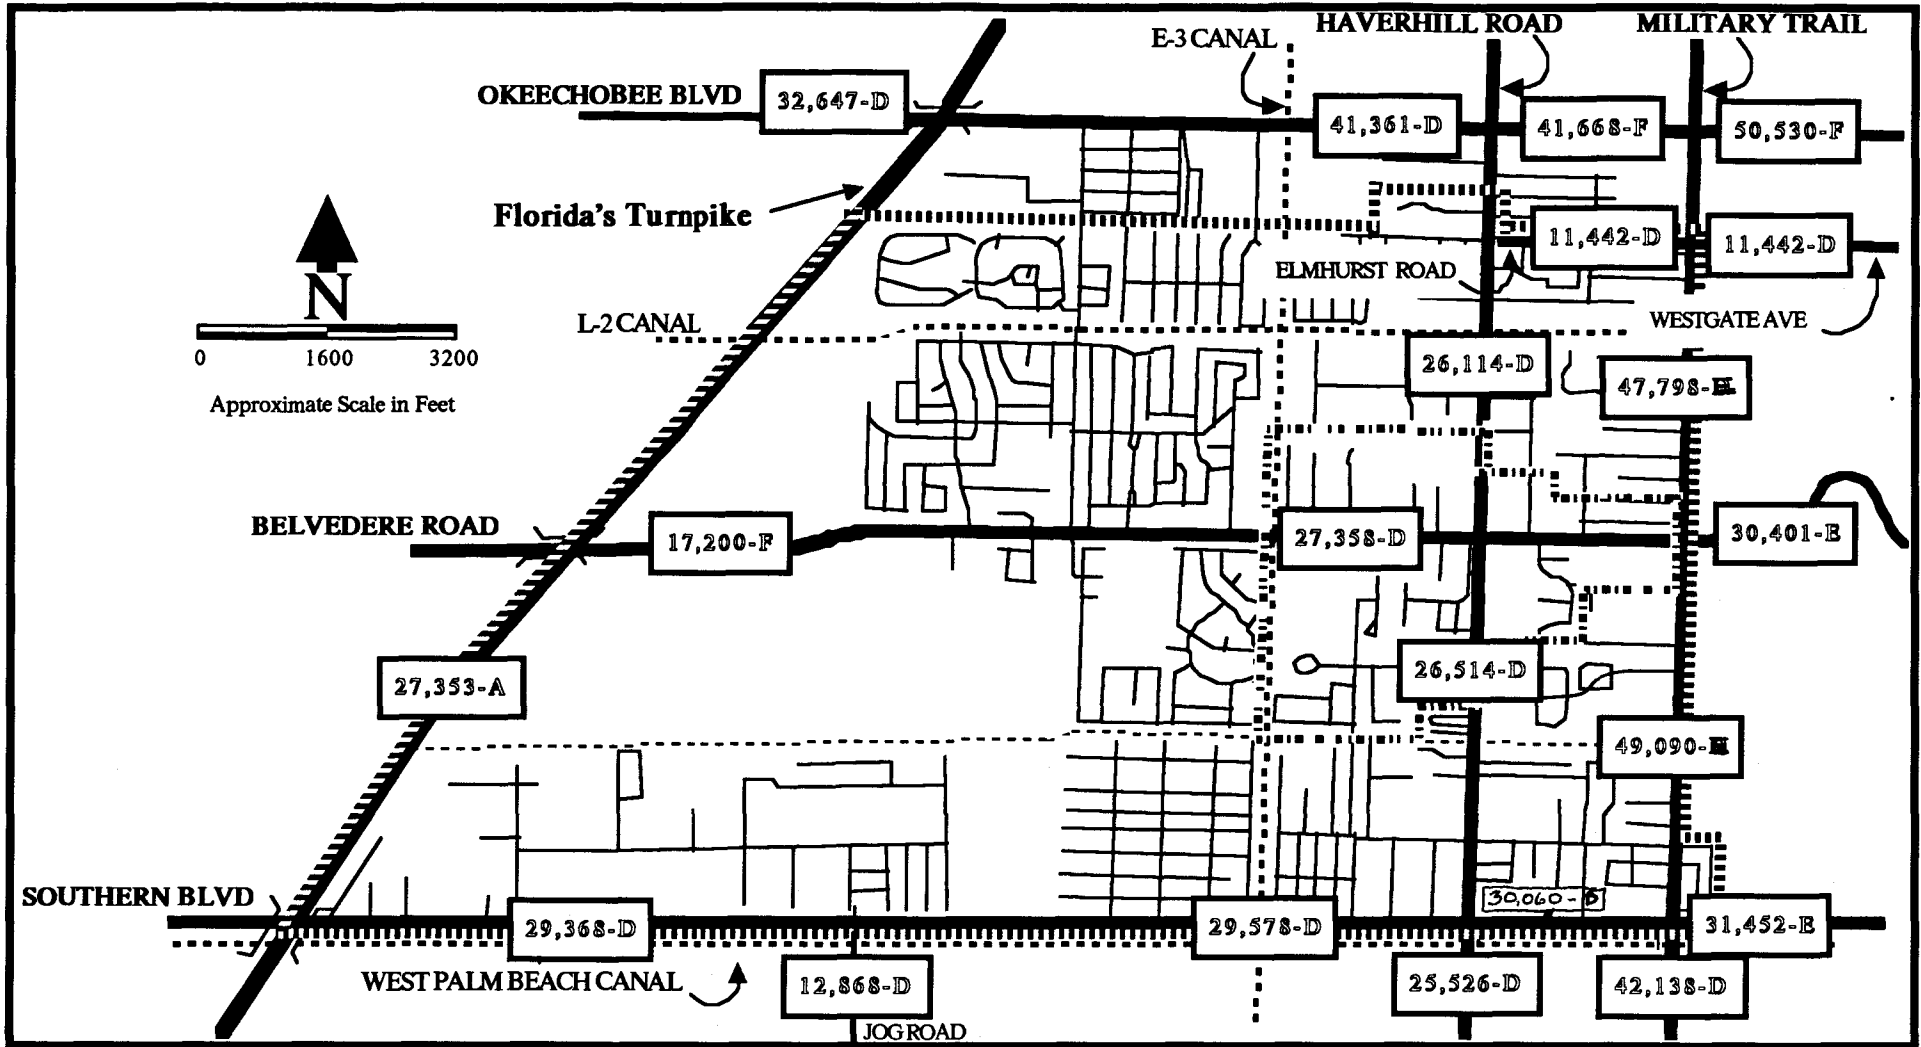 HAVERHILL ROAD
MILITARY TRAIL
E-3 CANAL
OKEECHOBEE BLVD
32,647-D
41,361-D
41,668-F
50,530-F
Florida's Turnpike
11,442-D
11,442-D
ELMHURST ROAD
N
L-2 CANAL
WESTGATE AVE
0 1600 3200
Approximate Scale in Feet
26,114-D
47,798-
BELVEDERE ROAD
17,200-F
27,358-D
30,401-E
27,353-A
26,514-D
49,090-
SOUTHERN BLVD
30,060-
29,368-D
29,578-D
31,452-E
WEST PALM BEACH CANAL
12,868-D
25,526-D
42,138-D
JOG ROAD